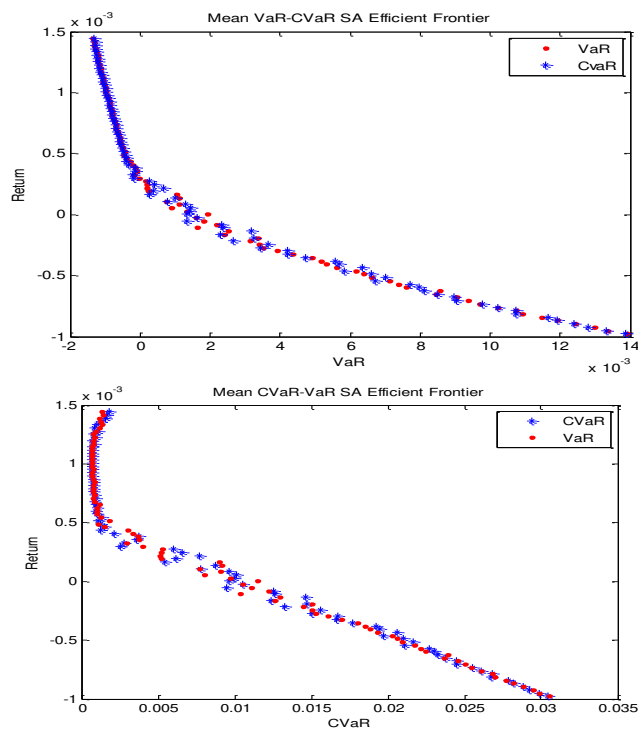 Mean VaR-CVaR SA Efficient Frontier
x 10⁻³
1.5
1
0.5
0
-0.5
-1
Return
VaR
CvaR
-2 0 2 4 6 8 10 12 14
VaR
x 10⁻³
Mean CVaR-VaR SA Efficient Frontier
x 10⁻³
1.5
1
0.5
0
-0.5
-1
Return
CVaR
VaR
0 0.005 0.01 0.015 0.02 0.025 0.03 0.035
CVaR